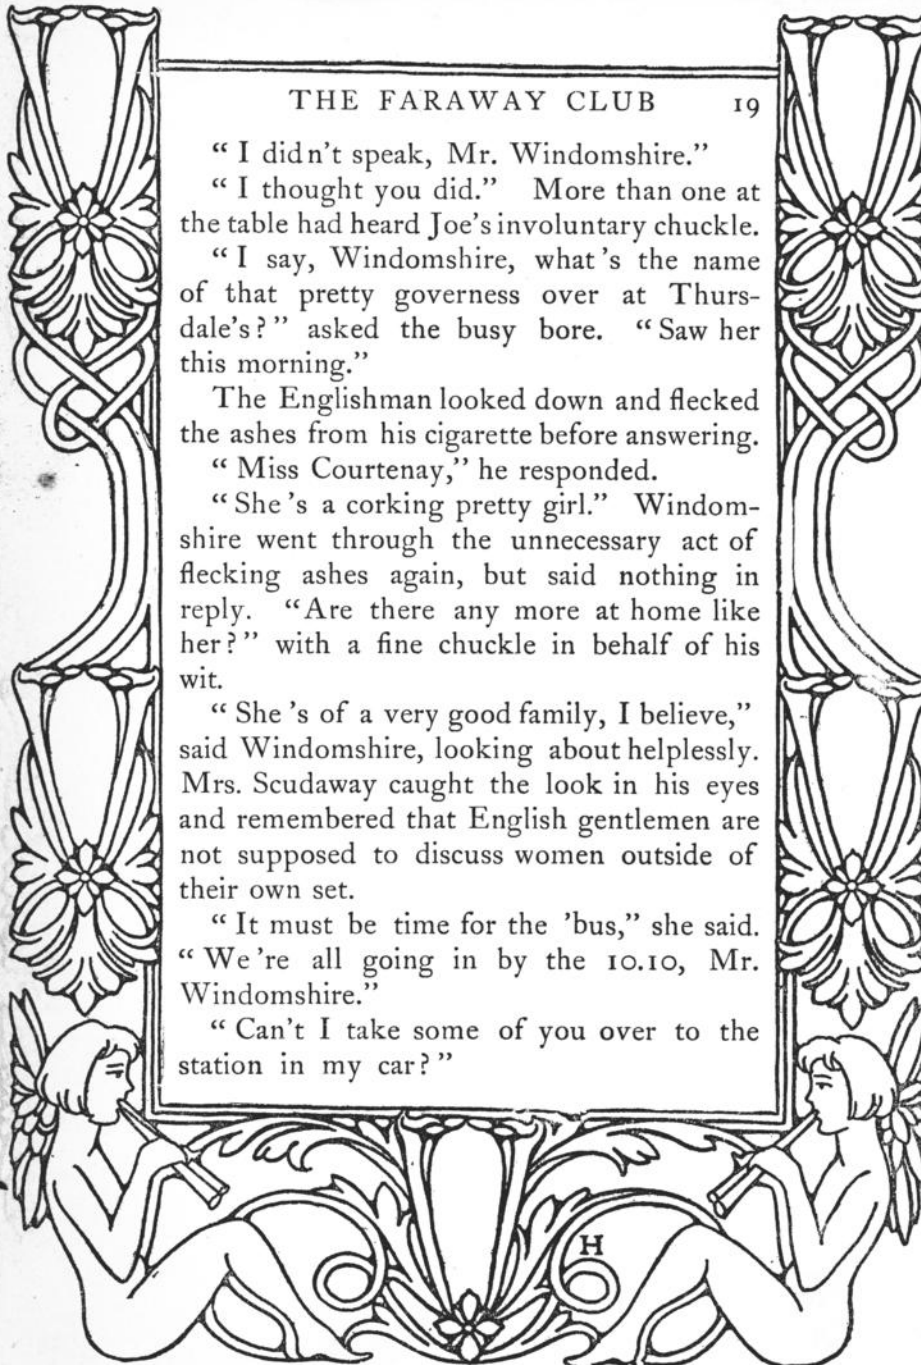 THE FARAWAY CLUB 19
“ I didn't speak, Mr. Windomshire.”
“ I thought you did.” More than one at
the table had heard Joe's involuntary chuckle.
“ I say, Windomshire, what 's the name
of that pretty governess over at Thurs-
dale's?” asked the busy bore. “ Saw her
this morning.”
The Englishman looked down and flecked
the ashes from his cigarette before answering.
“ Miss Courtenay,” he responded.
“ She 's a corking pretty girl.” Windom-
shire went through the unnecessary act of
flecking ashes again, but said nothing in
reply. “Are there any more at home like
her?” with a fine chuckle in behalf of his
wit.
“ She 's of a very good family, I believe,”
said Windomshire, looking about helplessly.
Mrs. Scudaway caught the look in his eyes
and remembered that English gentlemen are
not supposed to discuss women outside of
their own set.
“ It must be time for the 'bus,” she said.
“ We 're all going in by the 10.10, Mr.
Windomshire.”
“ Can't I take some of you over to the
station in my car?”
H